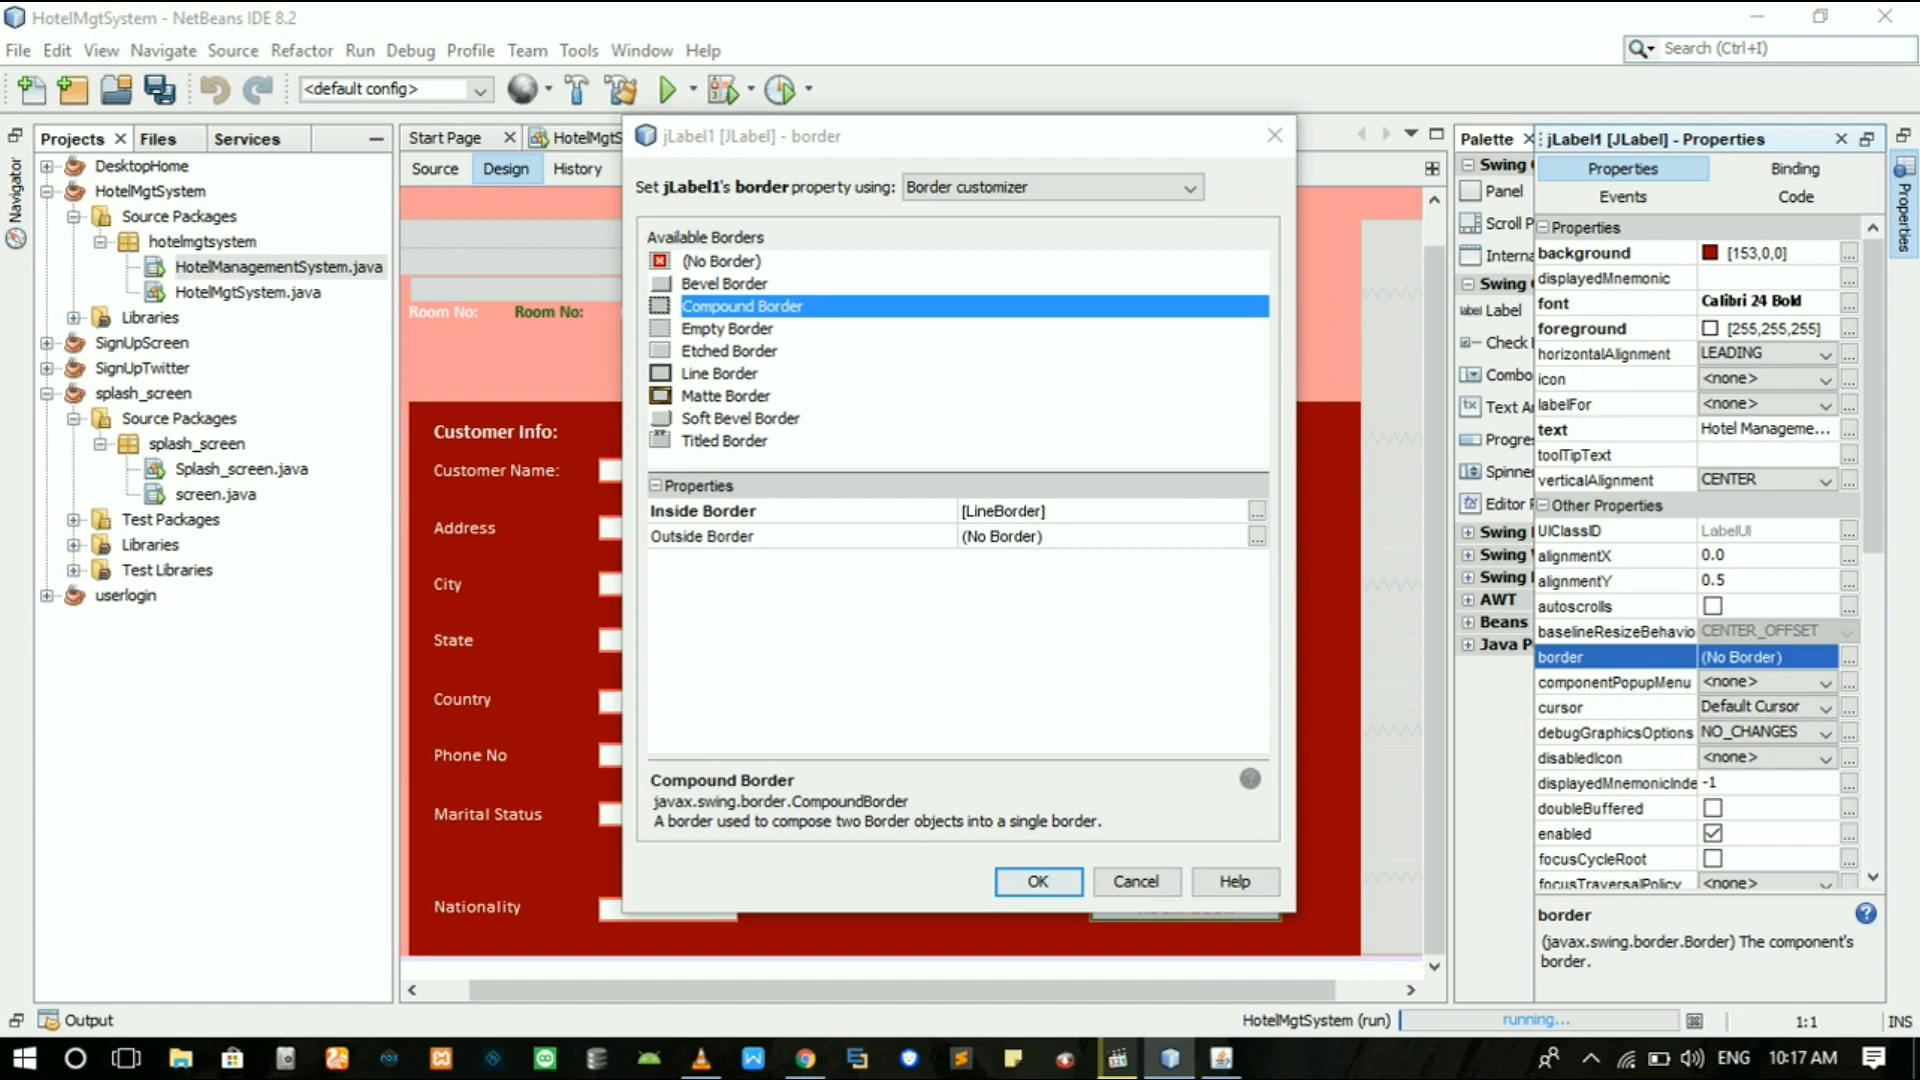 HotelMgtSystem - NetBeans IDE 8.2
File Edit View Navigate Source Refactor Run Debug Profile Team Tools Window Help
Search (Ctrl+I)
<default config>
Projects Files Services
Navigator
DesktopHome
HotelMgtSystem
Source Packages
hotelmgtsystem
HotelManagementSystem.java
HotelMgtSystem.java
Libraries
SignUpScreen
SignUpTwitter
splash_screen
Source Packages
splash_screen
Splash_screen.java
screen.java
Test Packages
Libraries
Test Libraries
userlogin
Start Page HotelMgtS
Source Design History
Room No: Room No:
Customer Info:
Customer Name:
Address
City
State
Country
Phone No
Marital Status
Nationality
jLabel1 [JLabel] - border
Set jLabel1's border property using: Border customizer
Available Borders
(No Border)
Bevel Border
Compound Border
Empty Border
Etched Border
Line Border
Matte Border
Soft Bevel Border
Titled Border
Properties
Inside Border [LineBorder] ...
Outside Border (No Border) ...
Compound Border
javax.swing.border.CompoundBorder
A border used to compose two Border objects into a single border.
OK Cancel Help
Palette
Swing
Panel
Scroll P
Interna
Swing
label Label
Check
Combo
Text A
Progre
Spinne
Editor
Swing
Swing
Swing
AWT
Beans
Java P
jLabel1 [JLabel] - Properties
Properties Binding
Events Code
Properties
background [153,0,0] ...
displayedMnemonic ...
font Calibri 24 Bold ...
foreground [255,255,255] ...
horizontalAlignment LEADING ...
icon <none> ...
labelFor <none> ...
text Hotel Manageme... ...
toolTipText ...
verticalAlignment CENTER ...
Other Properties
UIClassID LabelUI ...
alignmentX 0.0 ...
alignmentY 0.5 ...
autoscrolls ...
baselineResizeBehavio CENTER_OFFSET
border (No Border) ...
componentPopupMenu <none> ...
cursor Default Cursor ...
debugGraphicsOptions NO_CHANGES ...
disabledIcon <none> ...
displayedMnemonicInde -1 ...
doubleBuffered ...
enabled ...
focusCycleRoot ...
focusTraversalPolicy <none> ...
border
(javax.swing.border.Border) The component's
border.
Properties
Output
HotelMgtSystem (run) running... 1:1 INS
ENG 10:17 AM